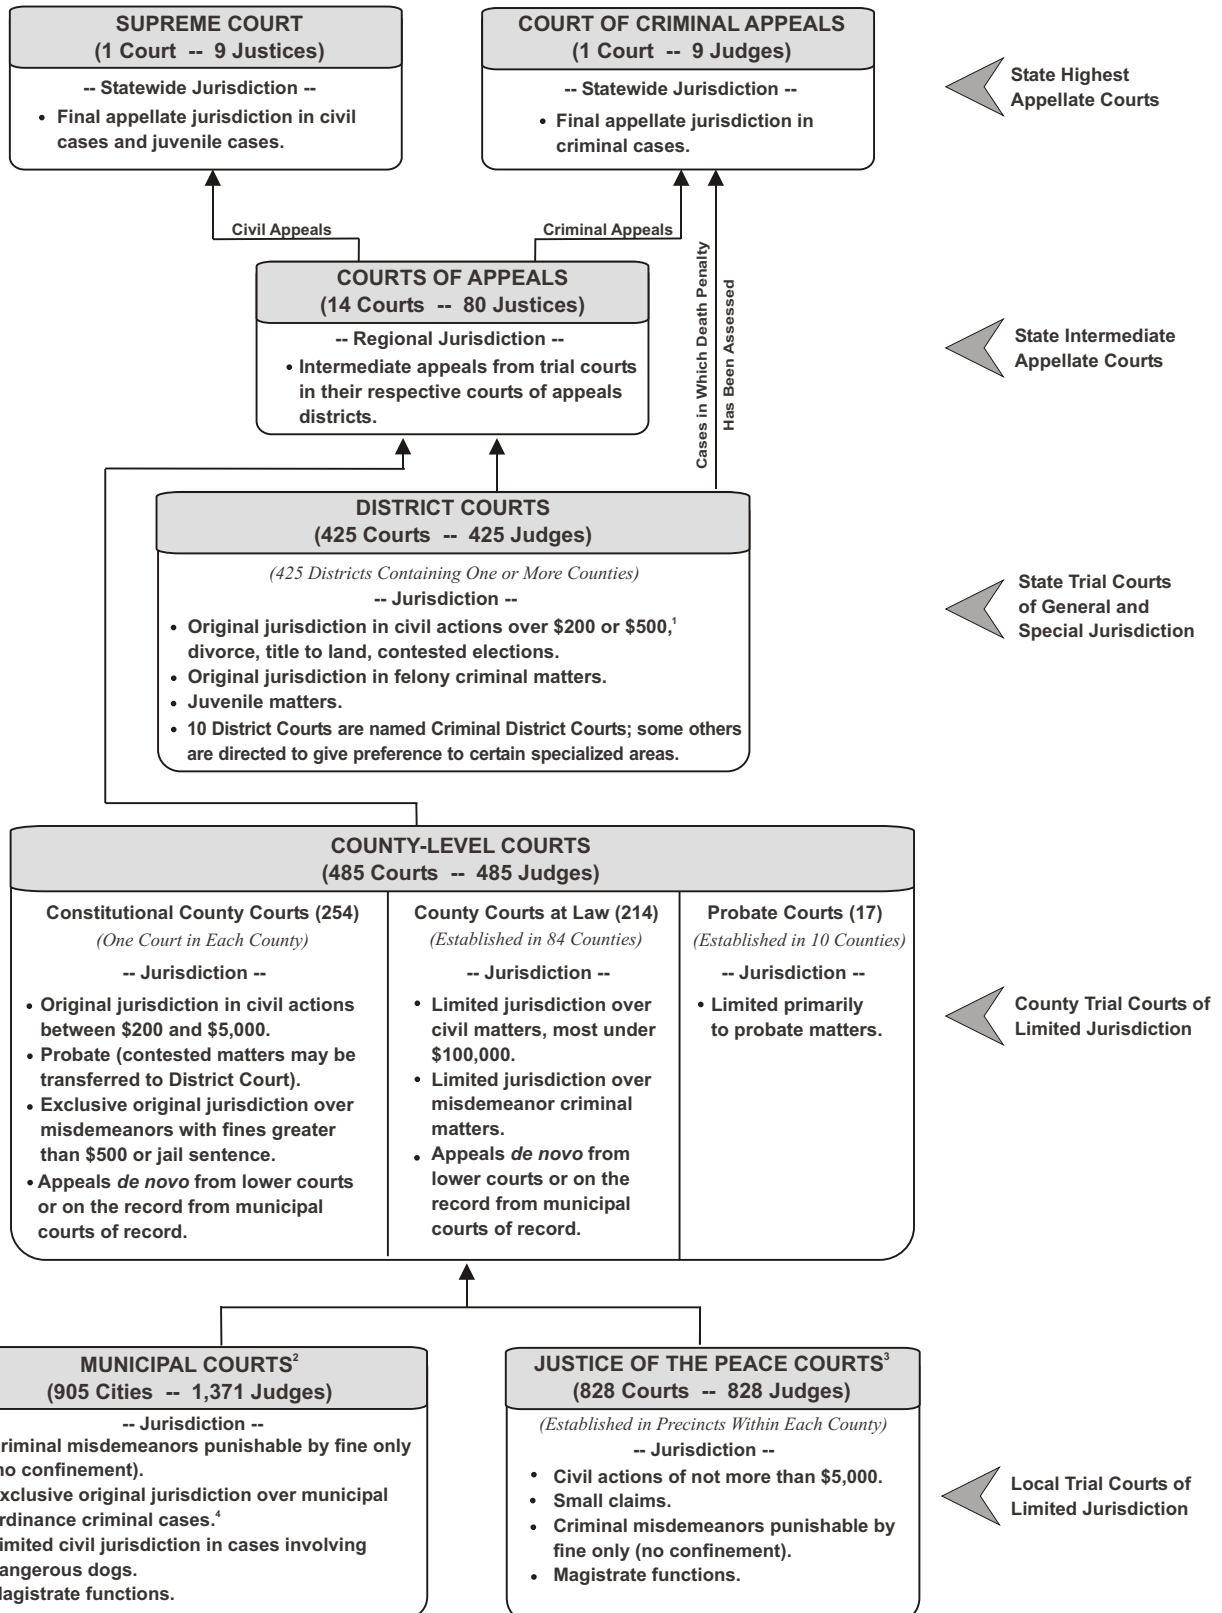 SUPREME COURT
(1 Court -- 9 Justices)
-- Statewide Jurisdiction --
• Final appellate jurisdiction in civil
cases and juvenile cases.
COURT OF CRIMINAL APPEALS
(1 Court -- 9 Judges)
-- Statewide Jurisdiction --
• Final appellate jurisdiction in
criminal cases.
State Highest
Appellate Courts
Civil Appeals
Criminal Appeals
Cases in Which Death Penalty
Has Been Assessed
COURTS OF APPEALS
(14 Courts -- 80 Justices)
-- Regional Jurisdiction --
• Intermediate appeals from trial courts
in their respective courts of appeals
districts.
State Intermediate
Appellate Courts
DISTRICT COURTS
(425 Courts -- 425 Judges)
(425 Districts Containing One or More Counties)
-- Jurisdiction --
• Original jurisdiction in civil actions over $200 or $500,¹
divorce, title to land, contested elections.
• Original jurisdiction in felony criminal matters.
• Juvenile matters.
• 10 District Courts are named Criminal District Courts; some others
are directed to give preference to certain specialized areas.
State Trial Courts
of General and
Special Jurisdiction
COUNTY-LEVEL COURTS
(485 Courts -- 485 Judges)
Constitutional County Courts (254)
(One Court in Each County)
-- Jurisdiction --
• Original jurisdiction in civil actions
between $200 and $5,000.
• Probate (contested matters may be
transferred to District Court).
• Exclusive original jurisdiction over
misdemeanors with fines greater
than $500 or jail sentence.
• Appeals de novo from lower courts
or on the record from municipal
courts of record.
County Courts at Law (214)
(Established in 84 Counties)
-- Jurisdiction --
• Limited jurisdiction over
civil matters, most under
$100,000.
• Limited jurisdiction over
misdemeanor criminal
matters.
• Appeals de novo from
lower courts or on the
record from municipal
courts of record.
Probate Courts (17)
(Established in 10 Counties)
-- Jurisdiction --
• Limited primarily
to probate matters.
County Trial Courts of
Limited Jurisdiction
MUNICIPAL COURTS²
(905 Cities -- 1,371 Judges)
-- Jurisdiction --
riminal misdemeanors punishable by fine only
no confinement).
xclusive original jurisdiction over municipal
rdinance criminal cases.⁴
imited civil jurisdiction in cases involving
angerous dogs.
agistrate functions.
JUSTICE OF THE PEACE COURTS³
(828 Courts -- 828 Judges)
(Established in Precincts Within Each County)
-- Jurisdiction --
• Civil actions of not more than $5,000.
• Small claims.
• Criminal misdemeanors punishable by
fine only (no confinement).
• Magistrate functions.
Local Trial Courts of
Limited Jurisdiction